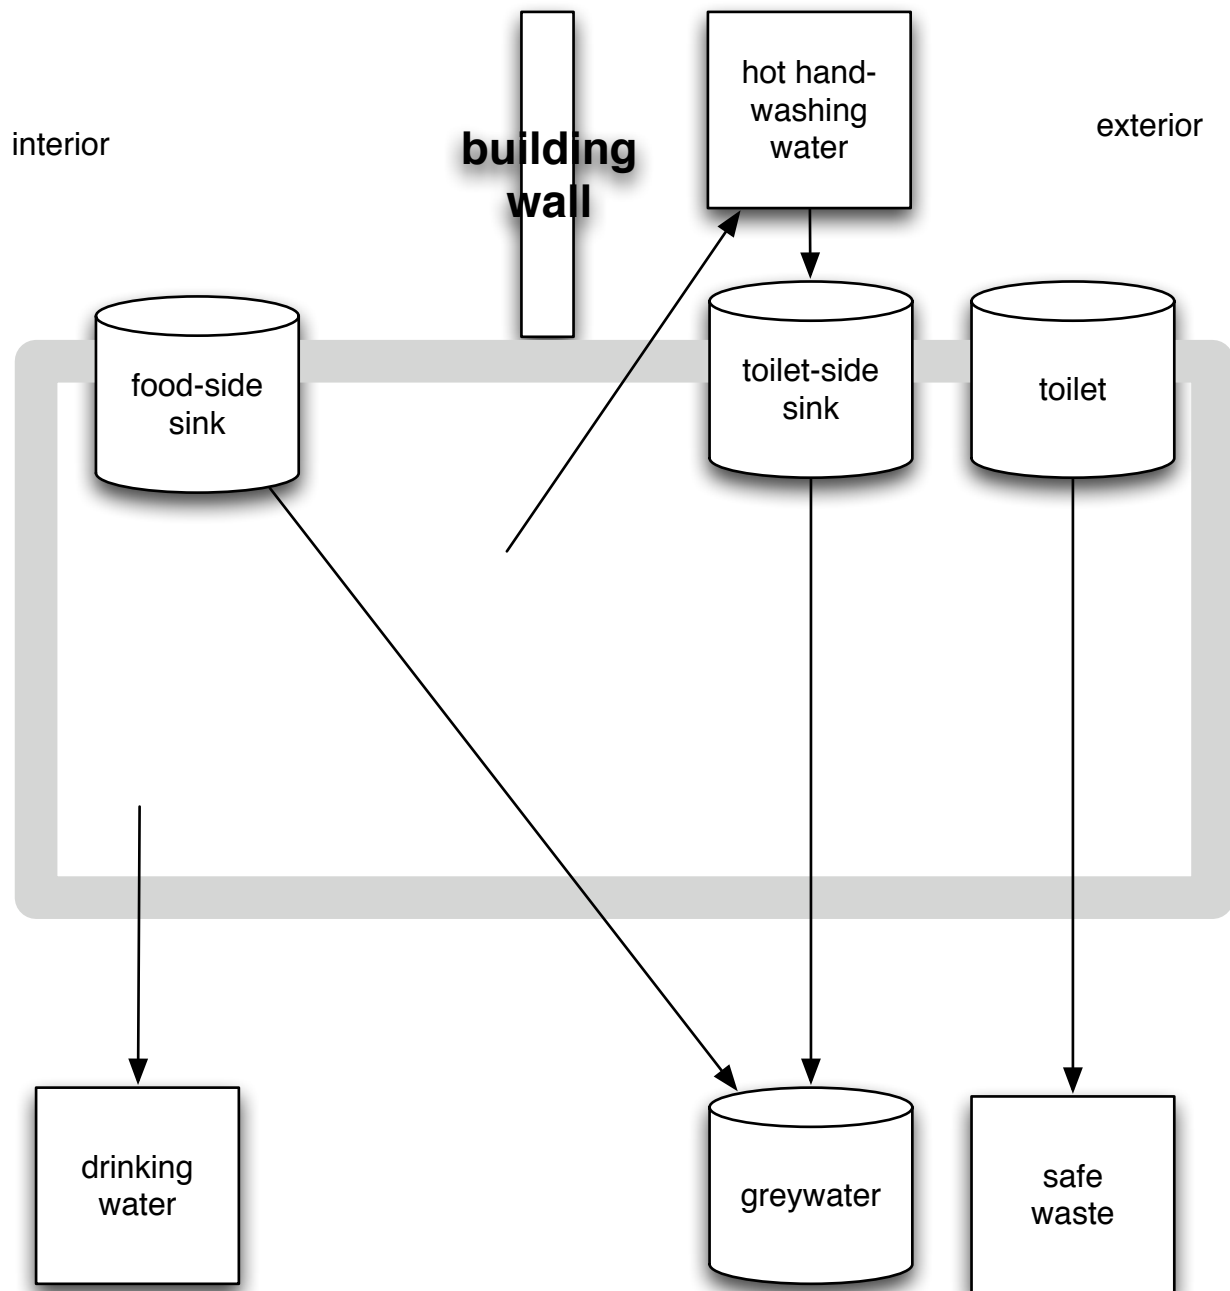 interior
building
wall
hot hand-
washing
water
exterior
food-side
sink
toilet-side
sink
toilet
drinking
water
greywater
safe
waste